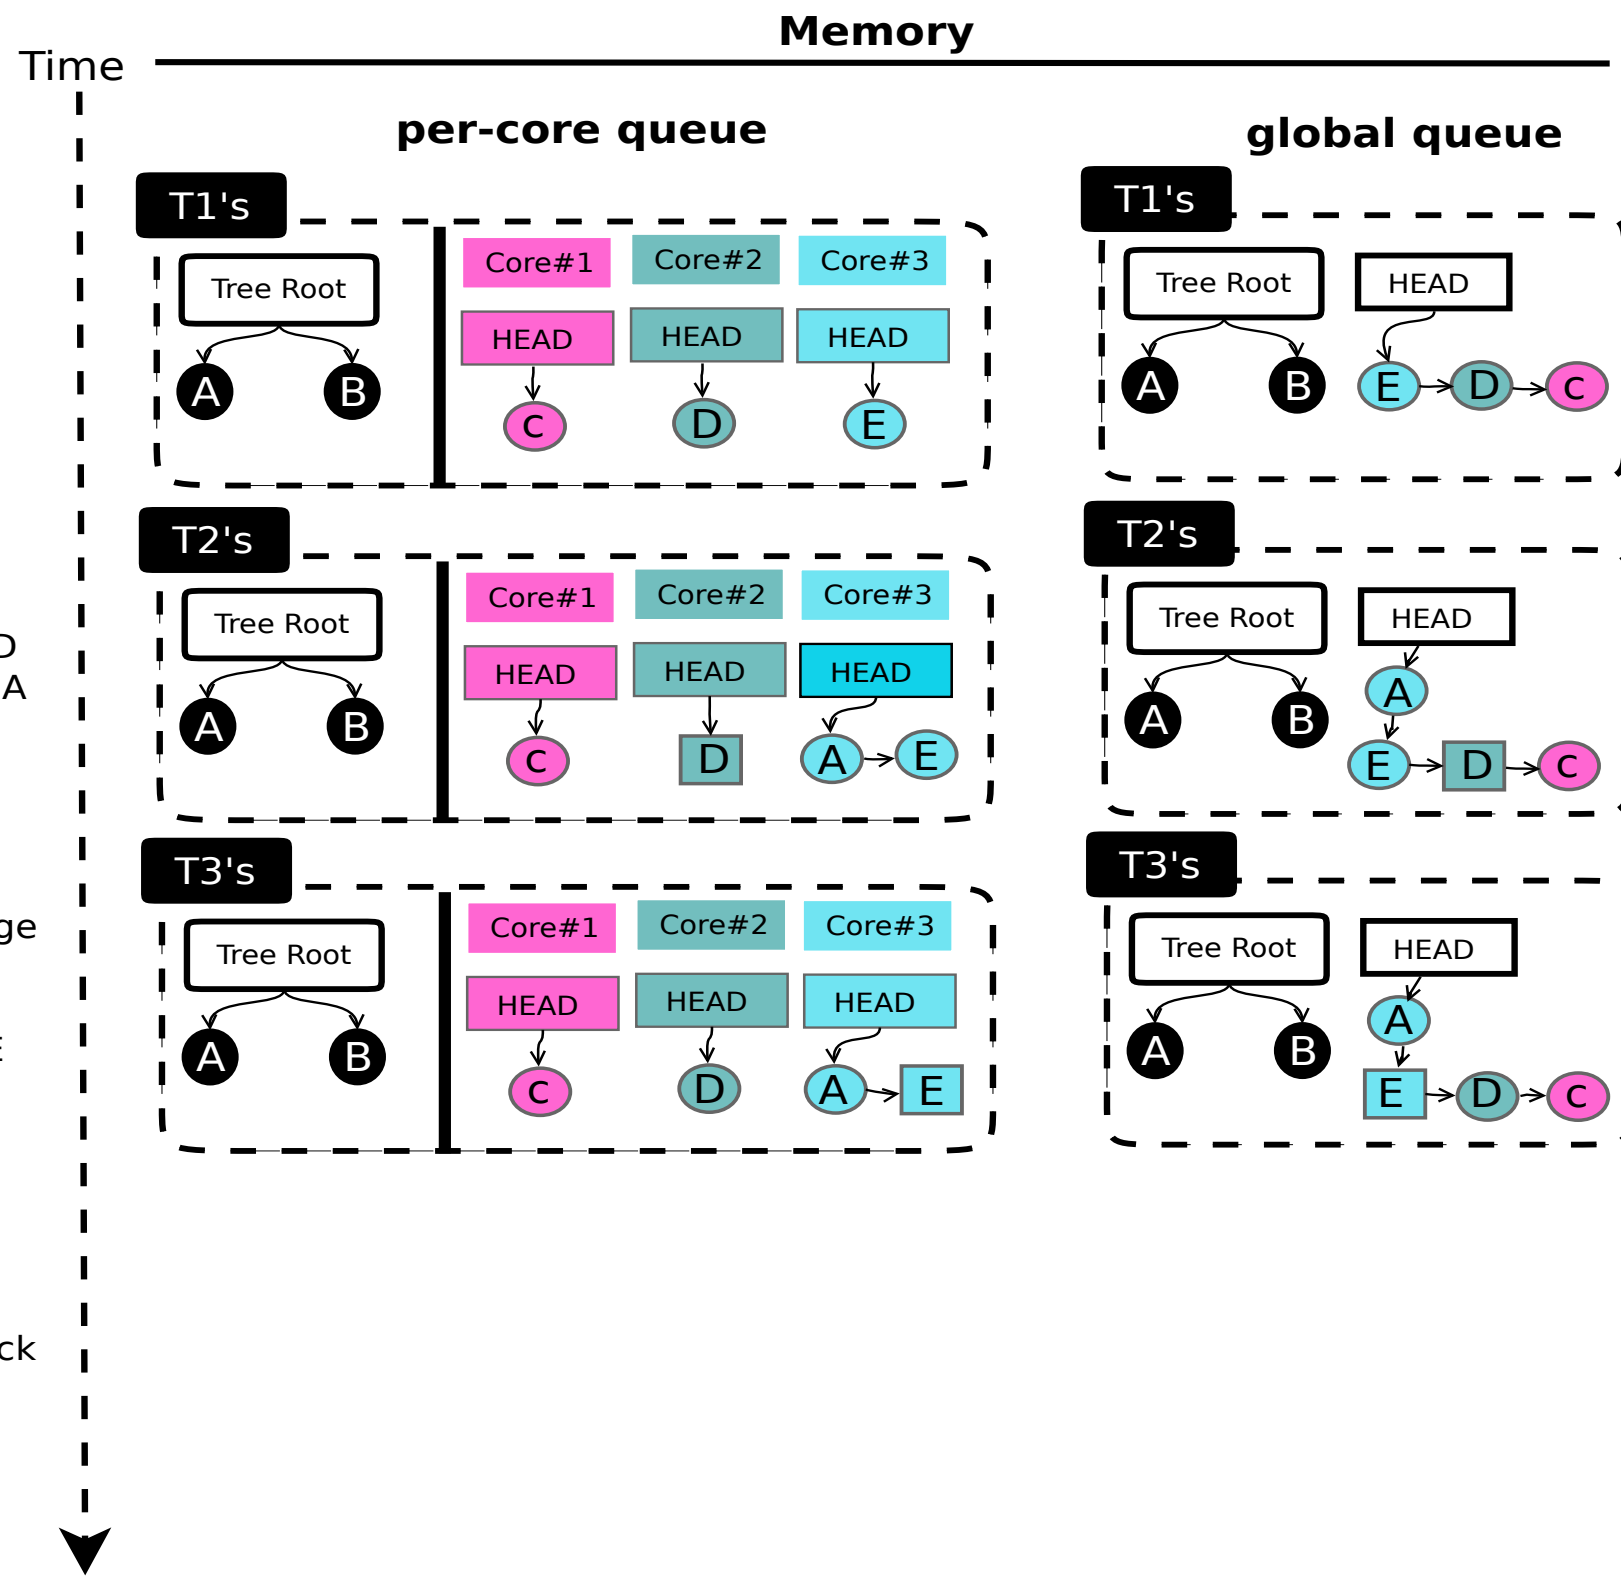 Memory
Time
per-core queue
global queue
T1's
Core#1 Core#2 Core#3
Tree Root
HEAD HEAD HEAD
A B
c D E
T1's
Tree Root HEAD
A B E D c
T2's
Core#1 Core#2 Core#3
Tree Root
HEAD HEAD HEAD
A B
c D A E
T2's
Tree Root HEAD
A
A B
E D c
D
A
T3's
Core#1 Core#2 Core#3
Tree Root
HEAD HEAD HEAD
A B
c D A E
T3's
Tree Root HEAD
A
A B
E D c
ge
ck